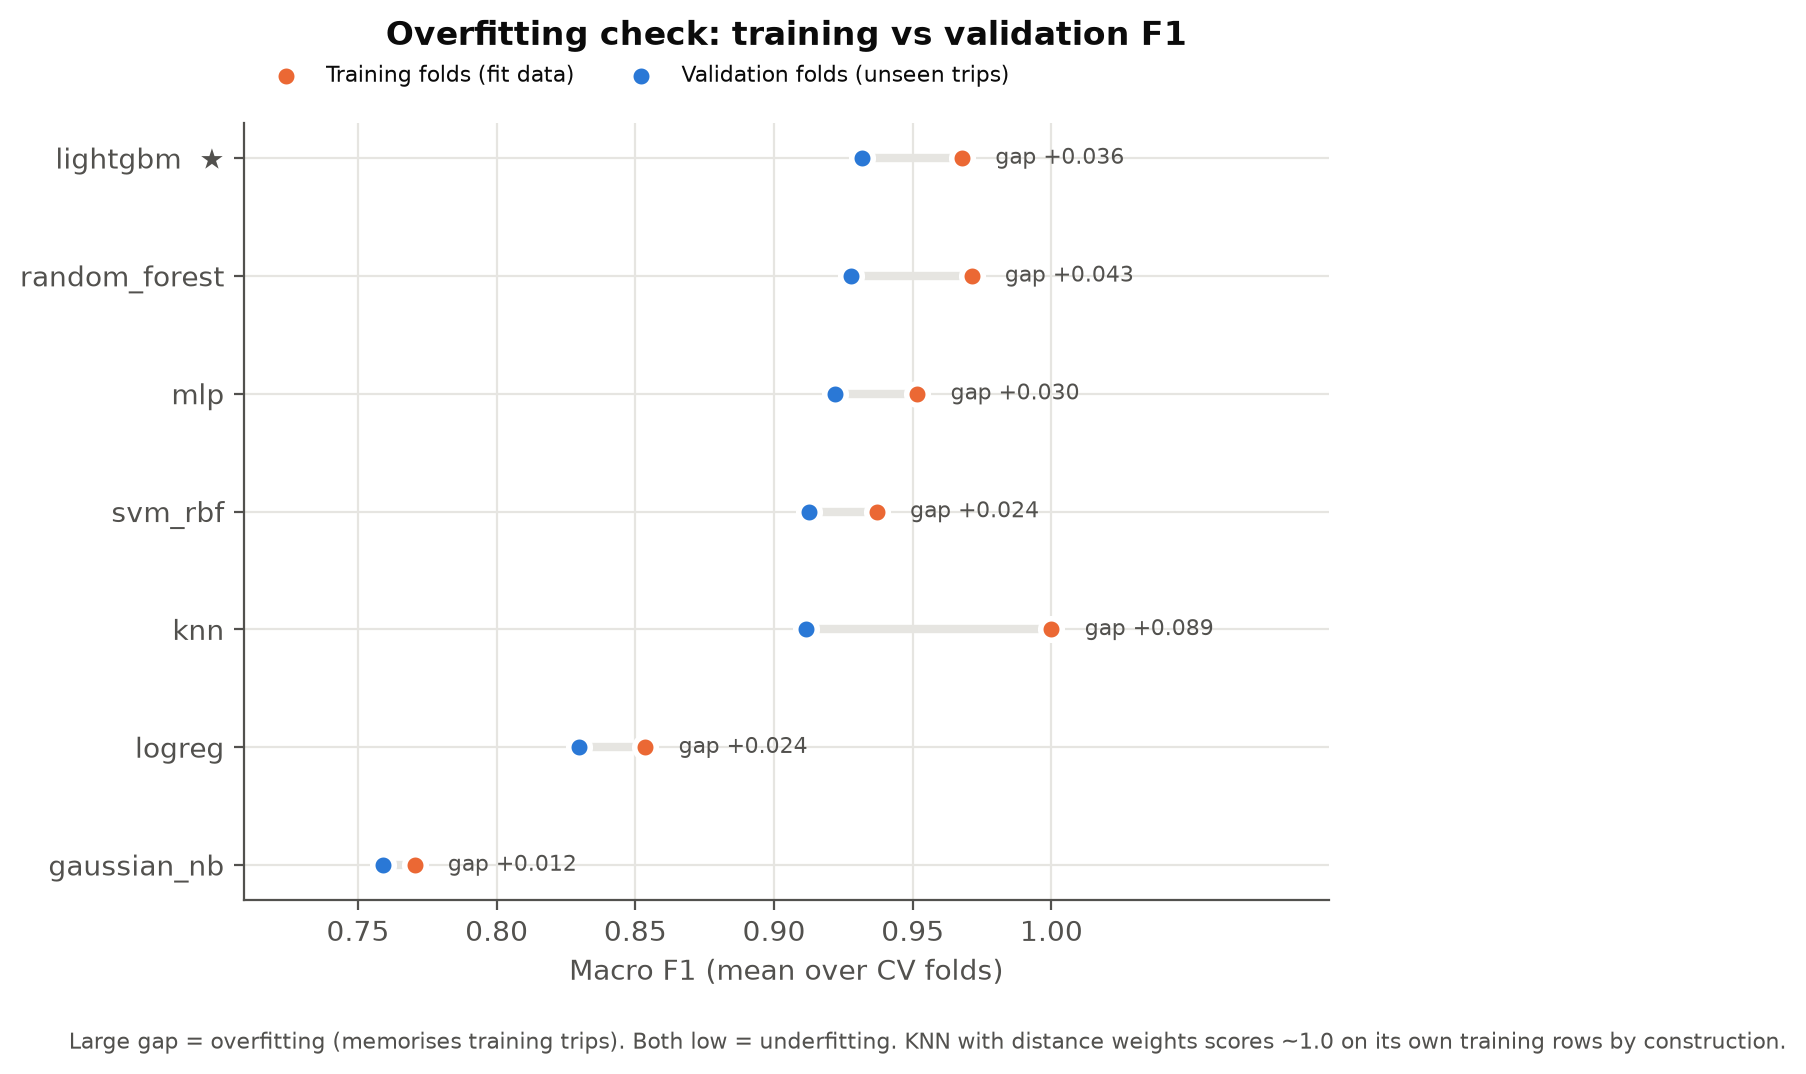 Overfitting check: training vs validation F1
Training folds (fit data) Validation folds (unseen trips)
lightgbm ★ gap +0.036
random_forest gap +0.043
mlp gap +0.030
svm_rbf gap +0.024
knn gap +0.089
logreg gap +0.024
gaussian_nb gap +0.012
0.75 0.80 0.85 0.90 0.95 1.00
Macro F1 (mean over CV folds)
Large gap = overfitting (memorises training trips). Both low = underfitting. KNN with distance weights scores ~1.0 on its own training rows by construction.